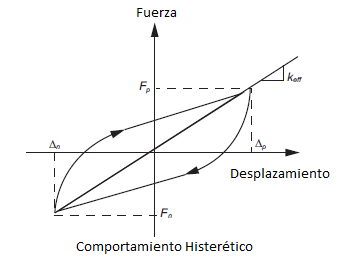 Fuerza
Fp
keff
Δn
Δp
Desplazamiento
Fn
Comportamiento Histerético